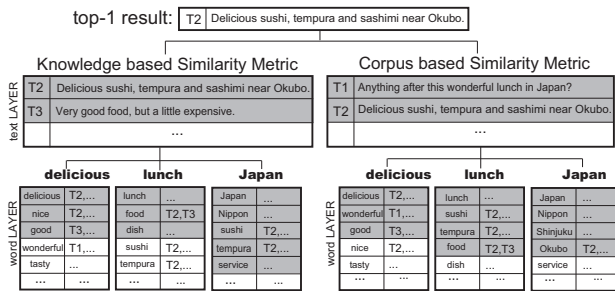 top-1 result: T2 Delicious sushi, tempura and sashimi near Okubo.
Knowledge based Similarity Metric
Corpus based Similarity Metric
text LAYER
T2 Delicious sushi, tempura and sashimi near Okubo.
T3 Very good food, but a little expensive.
...
T1 Anything after this wonderful lunch in Japan?
T2 Delicious sushi, tempura and sashimi near Okubo.
...
word LAYER
delicious
delicious T2,...
nice T2,...
good T3,...
wonderful T1,...
tasty ...
... ...
lunch
lunch ...
food T2,T3
dish ...
sushi T2,...
tempura T2,...
... ...
Japan
Japan ...
Nippon ...
sushi T2,...
tempura T2,...
service ...
... ...
word LAYER
delicious
delicious T2,...
wonderful T1,...
good T3,...
nice T2,...
tasty ...
... ...
lunch
lunch ...
sushi T2,...
tempura T2,...
food T2,T3
dish ...
... ...
Japan
Japan ...
Nippon ...
Shinjuku ...
Okubo T2,...
service ...
... ...